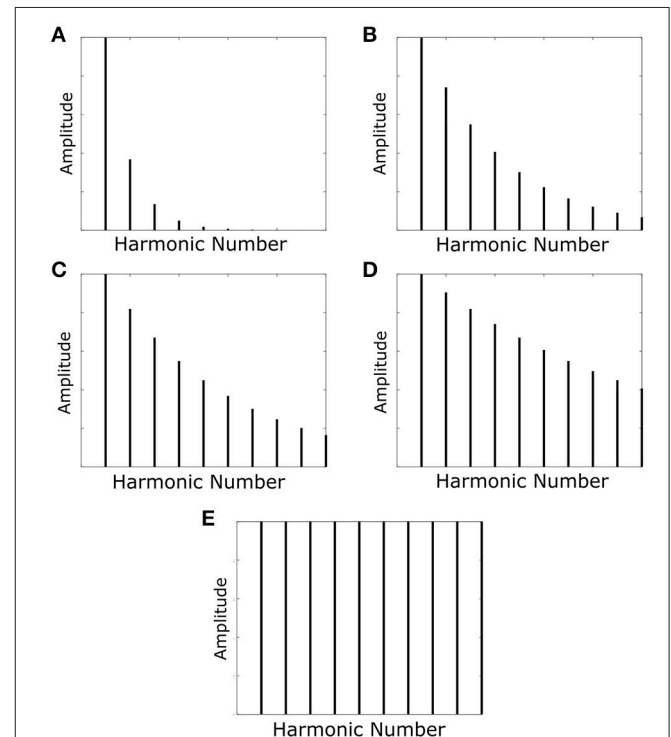 A
Amplitude
Harmonic Number
B
Amplitude
Harmonic Number
C
Amplitude
Harmonic Number
D
Amplitude
Harmonic Number
E
Amplitude
Harmonic Number